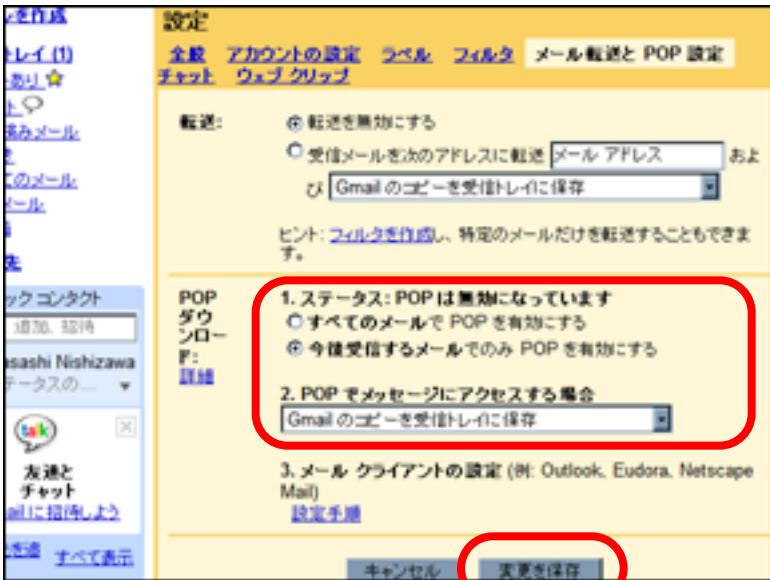 を作成
設定
全般 アカウントの設定 ラベル フィルタ メール転送と POP 設定
チャット ウェブ クリップ
トレイ (1)
済みメール
てのメール
メール
転送:
転送を無効にする
受信メールを次のアドレスに転送 メール アドレス およ
び Gmail のコピーを受信トレイに保存
ヒント: フィルタを作成し、特定のメールだけを転送することもできま
す。
ック コンタクト
追加、招待
asashi Nishizawa
テータスの...
talk
友達と
チャット
ailに招待しよう
すべて表示
POP
ダウ
ンロー
ド:
詳細
1. ステータス: POP は無効になっています
すべてのメールで POP を有効にする
今後受信するメールでのみ POP を有効にする
2. POP でメッセージにアクセスする場合
Gmail のコピーを受信トレイに保存
3. メール クライアントの設定 (例: Outlook、Eudora、Netscape
Mail)
設定手順
キャンセル 変更を保存